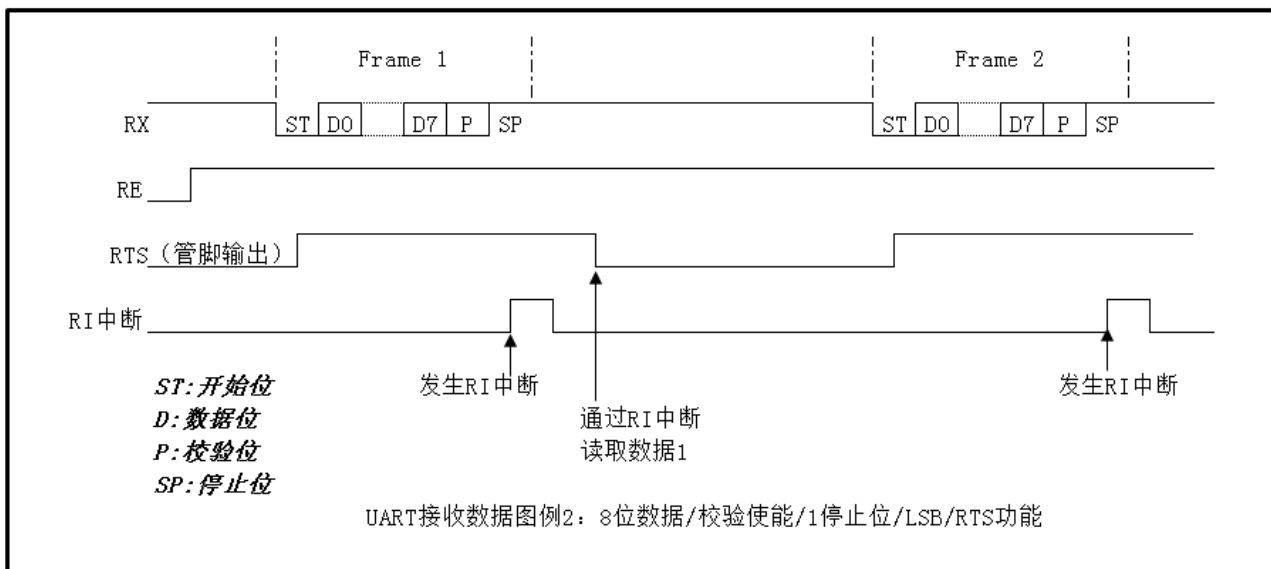 Frame 1 Frame 2
RX ST D0 D7 P SP ST D0 D7 P SP
RE
RTS（管脚输出）
RI中断
ST:开始位
D:数据位
P:校验位
SP:停止位
发生RI中断
发生RI中断
通过RI中断
读取数据1
UART接收数据图例2：8位数据/校验使能/1停止位/LSB/RTS功能